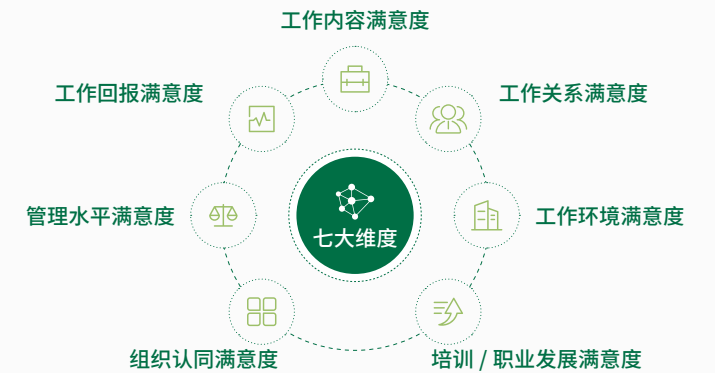 工作内容满意度
工作回报满意度
工作关系满意度
管理水平满意度
七大维度
工作环境满意度
组织认同满意度
培训 / 职业发展满意度